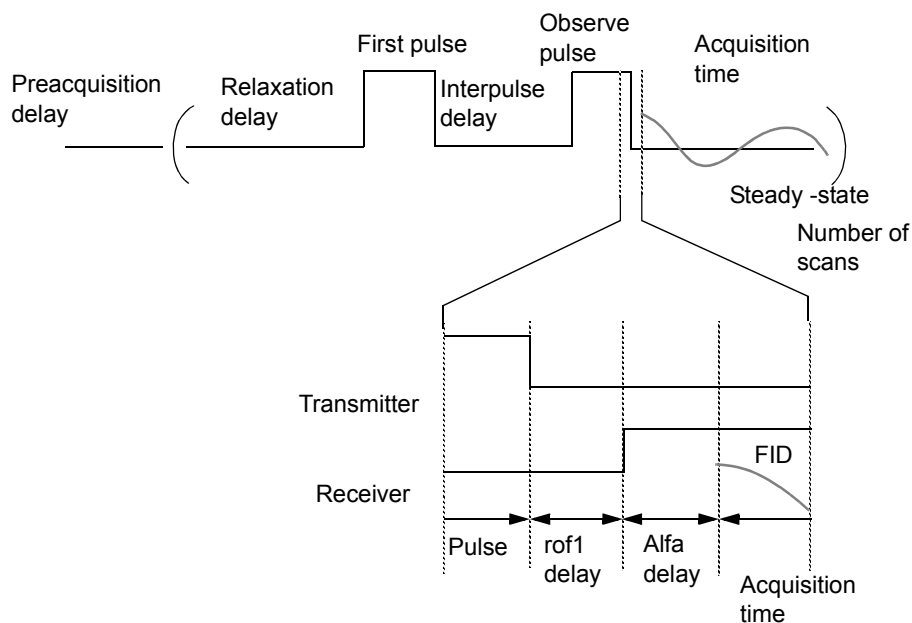 Preacquisition
delay
Relaxation
delay
First pulse
Interpulse
delay
Observe
pulse
Acquisition
time
Steady -state
Number of
scans
Transmitter
Receiver
FID
Pulse
rof1
delay
Alfa
delay
Acquisition
time